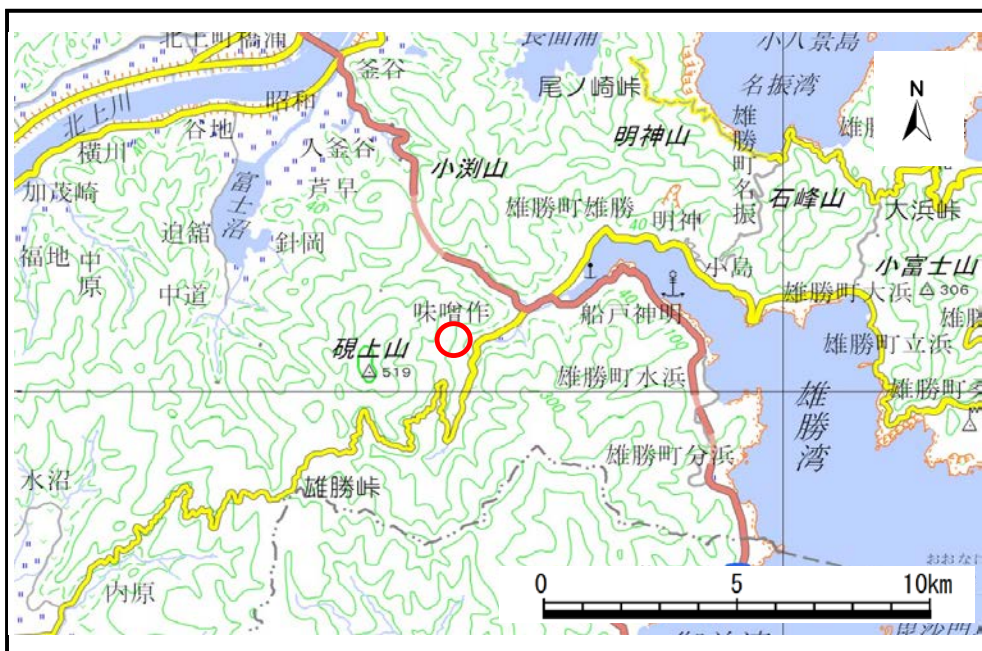 北上町橋浦
長面浦
小八景島
釜谷
尾ノ崎峠
名振湾
N
北上川
昭和
谷地
横川
入釜谷
小渕山
明神山
雄勝町名振
加茂崎
富士沼
芦早
石峰山
雄勝町雄勝
40
明神
大浜峠
迫舘
針岡
福地
中原
小島
小富士山
306
中道
味噌作
船戸神明
雄勝町大浜
硯上山
519
雄勝町立浜
雄勝町水浜
300
雄勝湾
雄勝町分浜
水沼
雄勝峠
内原
0 5 10km